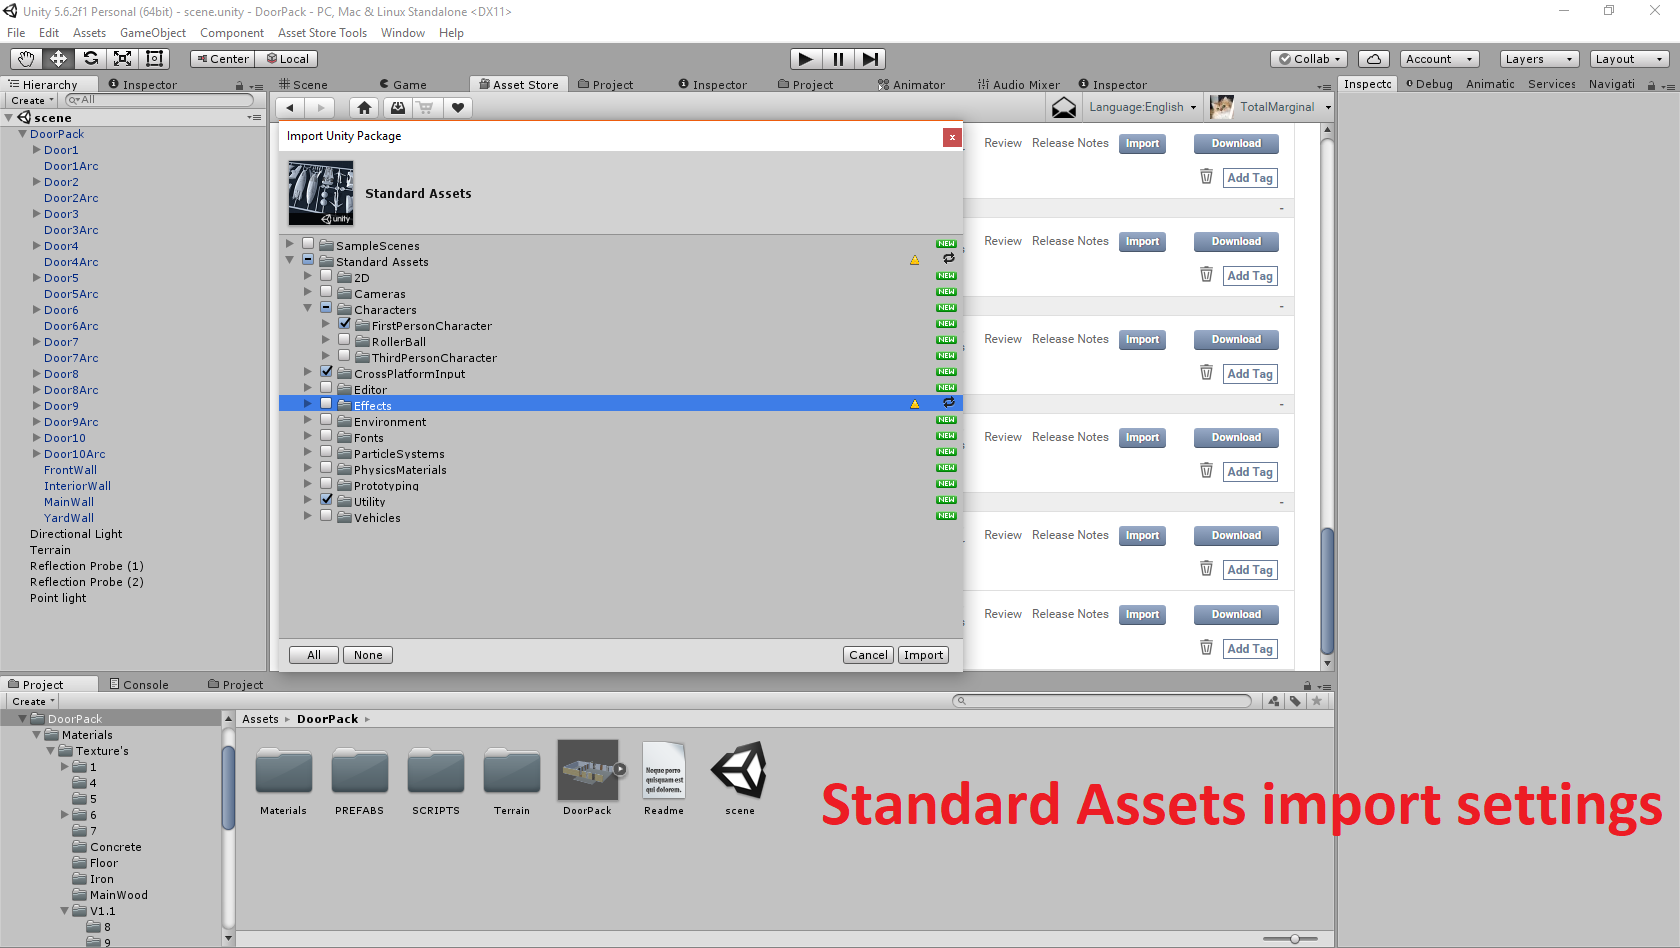 Unity 5.6.2f1 Personal (64bit) - scene.unity - DoorPack - PC, Mac & Linux Standalone <DX11>
File Edit Assets GameObject Component Asset Store Tools Window Help
Center Local Collab Account Layers Layout
Hierarchy Inspector Scene Game Asset Store Project Inspector Project Animator Audio Mixer Inspector Inspecto Debug Animatic Services Navigati
Create All
Language:English TotalMarginal
scene
DoorPack
Door1
Door1Arc
Door2
Door2Arc
Door3
Door3Arc
Door4
Door4Arc
Door5
Door5Arc
Door6
Door6Arc
Door7
Door7Arc
Door8
Door8Arc
Door9
Door9Arc
Door10
Door10Arc
FrontWall
InteriorWall
MainWall
YardWall
Directional Light
Terrain
Reflection Probe (1)
Reflection Probe (2)
Point light
Import Unity Package
x
unity
Standard Assets
SampleScenes NEW
Standard Assets
2D NEW
Cameras NEW
Characters NEW
FirstPersonCharacter NEW
RollerBall NEW
ThirdPersonCharacter NEW
CrossPlatformInput NEW
Editor NEW
Effects
Environment NEW
Fonts NEW
ParticleSystems NEW
PhysicsMaterials NEW
Prototyping NEW
Utility NEW
Vehicles NEW
All None Cancel Import
Review Release Notes Import Download
Add Tag
-
Review Release Notes Import Download
Add Tag
-
Review Release Notes Import Download
Add Tag
-
Review Release Notes Import Download
Add Tag
-
Review Release Notes Import Download
Add Tag
Review Release Notes Import Download
Add Tag
Project Console Project
Create
DoorPack
Materials
Texture's
1
4
5
6
7
Concrete
Floor
Iron
MainWood
V1.1
8
9
Assets DoorPack
Neque porro
quisquam est
qui dolorem.
Materials PREFABS SCRIPTS Terrain DoorPack Readme scene
Standard Assets import settings